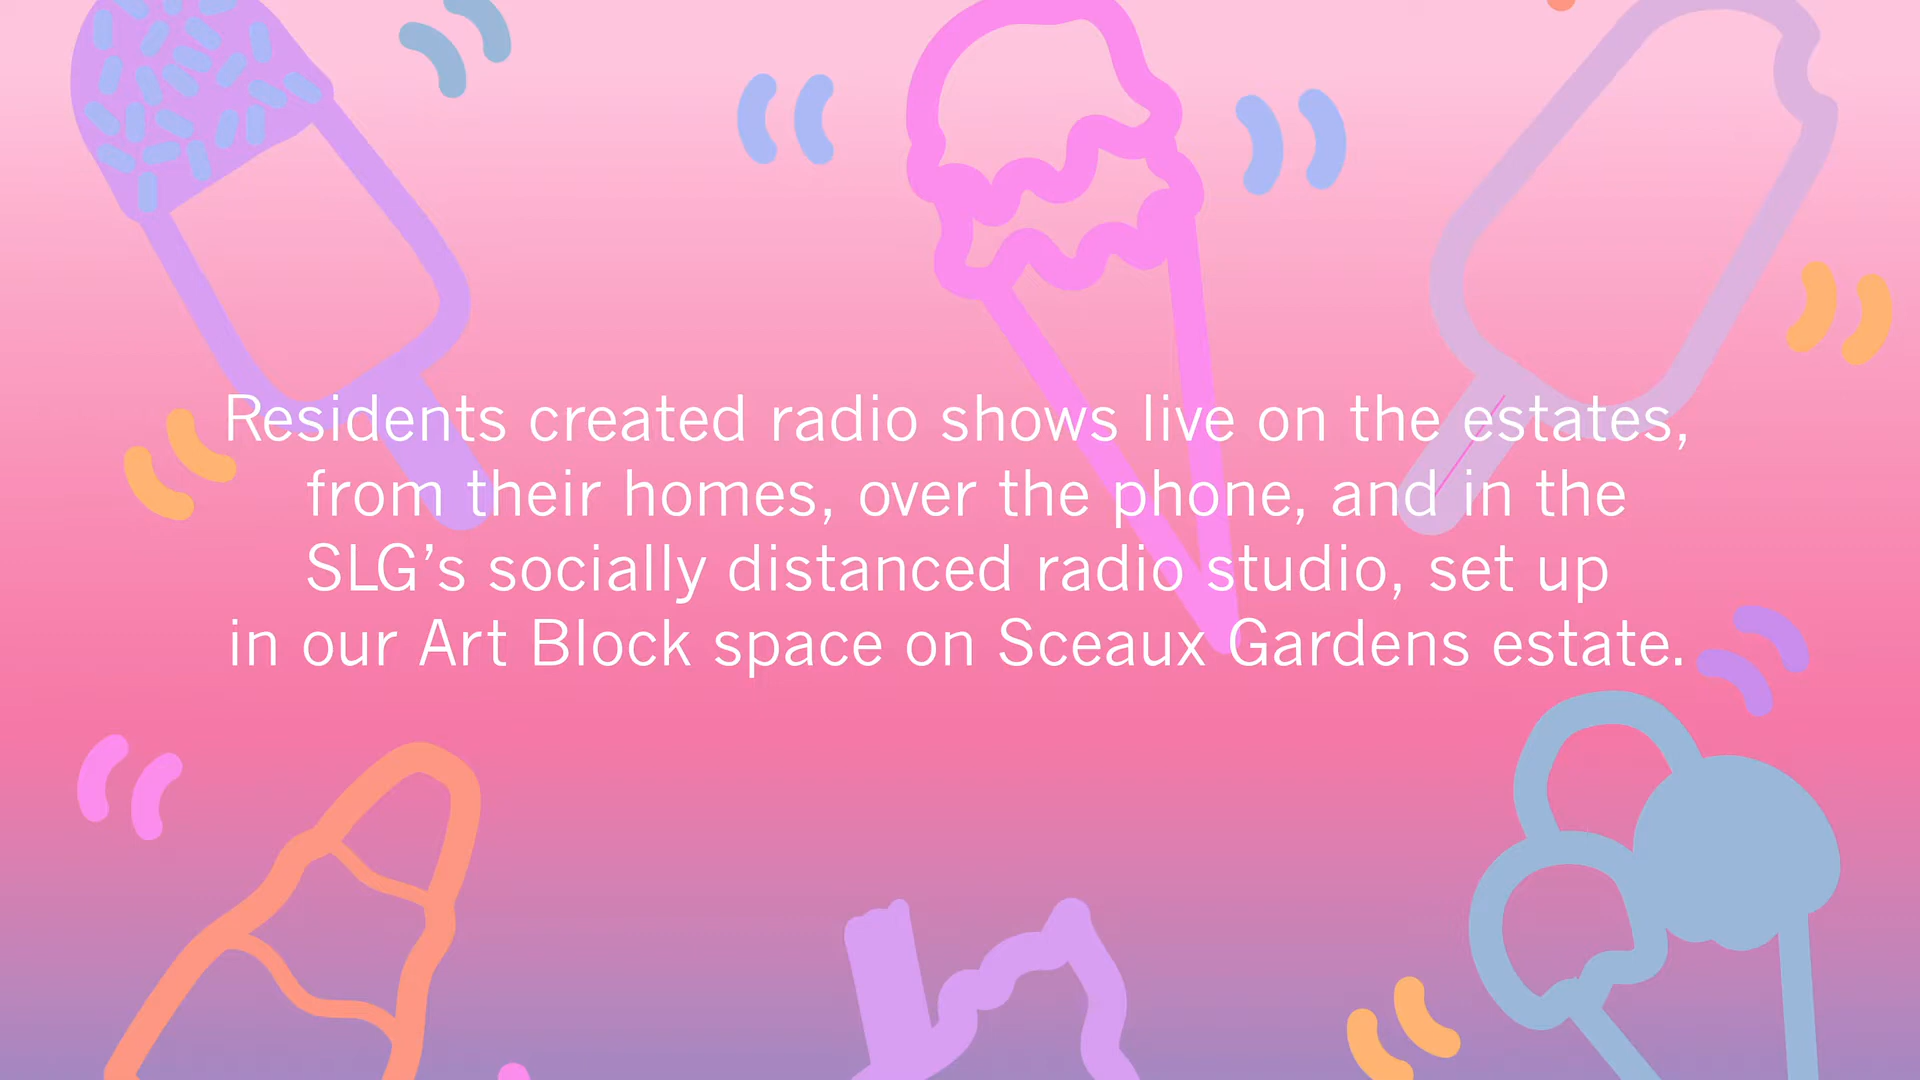 Residents created radio shows live on the estates,
from their homes, over the phone, and in the
SLG’s socially distanced radio studio, set up
in our Art Block space on Sceaux Gardens estate.